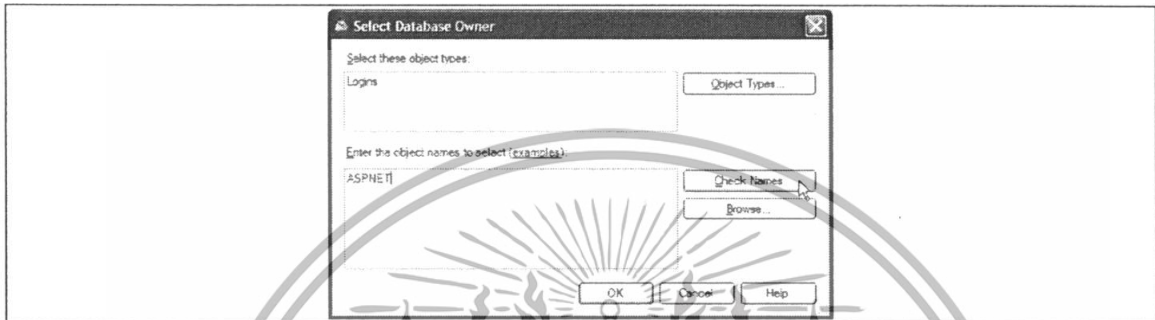 Select Database Owner
Select these object types:
Logins
Object Types...
Enter the object names to select (examples):
ASPNET
Check Names
Browse...
OK
Cancel
Help